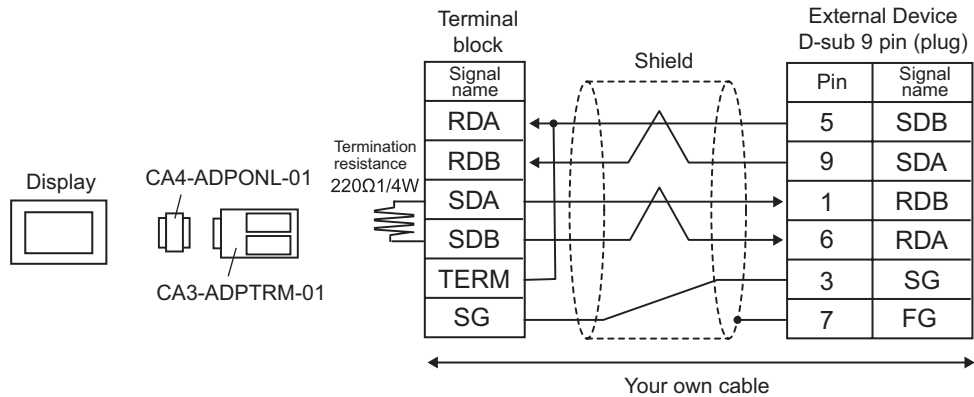 Terminal
block
External Device
D-sub 9 pin (plug)
Shield
Signal
name
Pin
Signal
name
RDA
5
SDB
Termination
resistance
220Ω1/4W
RDB
9
SDA
Display
CA4-ADPONL-01
SDA
1
RDB
SDB
6
RDA
CA3-ADPTRM-01
TERM
3
SG
SG
7
FG
Your own cable